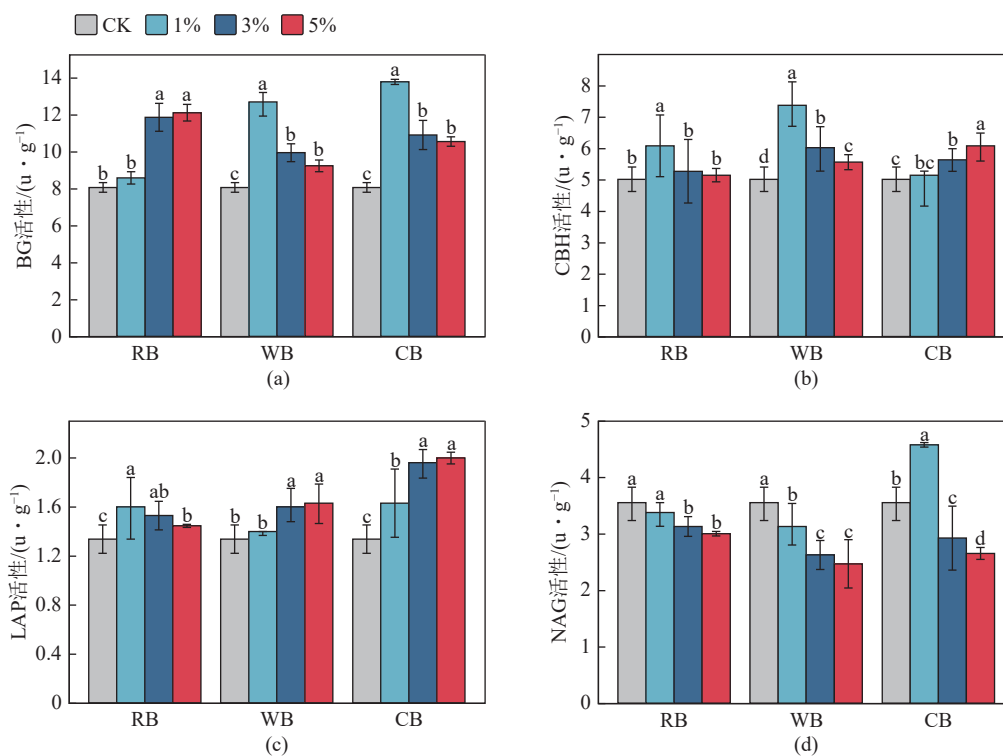 CK 1% 3% 5%
BG活性/(u·g⁻¹)
14
12
10
8
6
4
2
0
b b a a
a b b c
a b b c
RB WB CB
(a)
CBH活性/(u·g⁻¹)
8
7
6
5
4
3
2
1
0
b a b b
d a b c
c bc b a
RB WB CB
(b)
LAP活性/(u·g⁻¹)
2.0
1.6
1.2
0.8
0.4
0
c a ab b
b b a a
c b a a
RB WB CB
(c)
NAG活性/(u·g⁻¹)
5
4
3
2
1
0
a a b b
a b c c
b a c d
RB WB CB
(d)